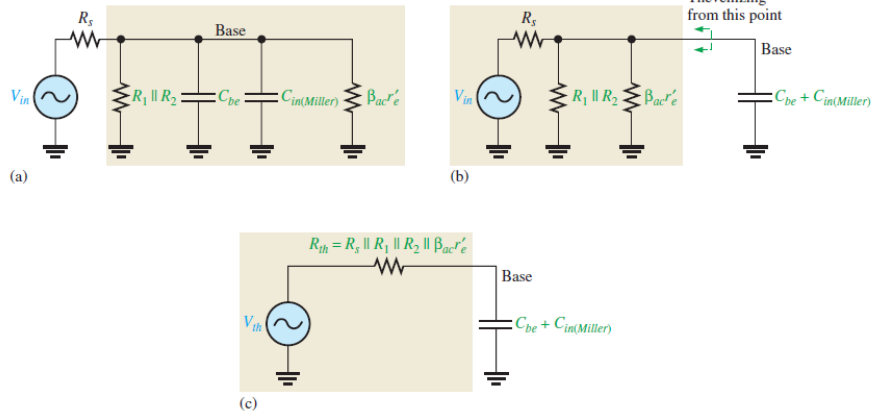 Rs
Base
Vin
R1 || R2
Cbe
Cin(Miller)
βacr′e
(a)
Thevenizing
from this point
Rs
Base
Vin
R1 || R2
βacr′e
Cbe + Cin(Miller)
(b)
Rth = Rs || R1 || R2 || βacr′e
Base
Vth
Cbe + Cin(Miller)
(c)